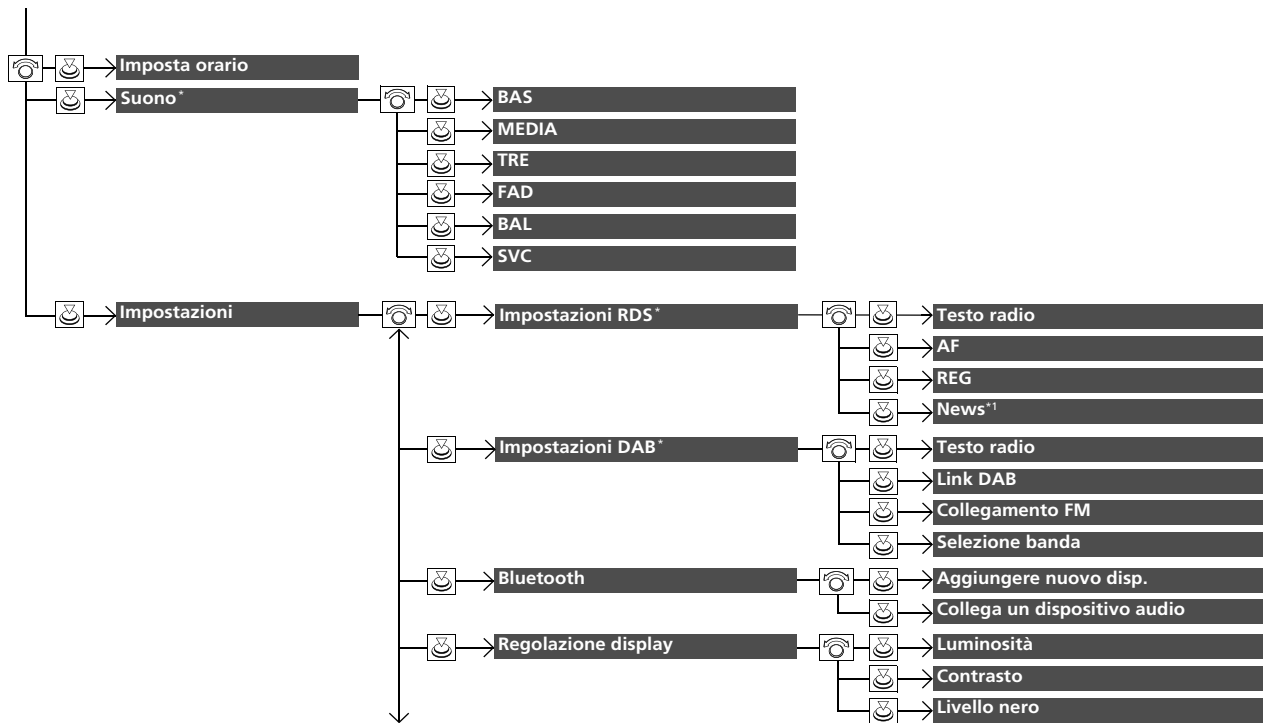 Imposta orario
Suono*
BAS
MEDIA
TRE
FAD
BAL
SVC
Impostazioni
Impostazioni RDS*
Testo radio
AF
REG
News*1
Impostazioni DAB*
Testo radio
Link DAB
Collegamento FM
Selezione banda
Bluetooth
Aggiungere nuovo disp.
Collega un dispositivo audio
Regolazione display
Luminosità
Contrasto
Livello nero